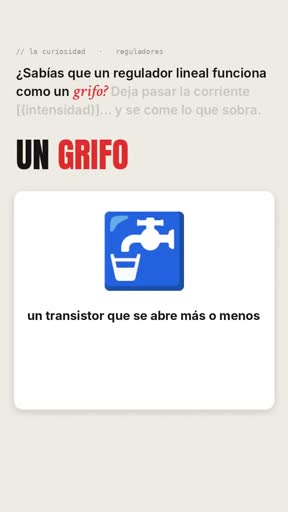 // la curiosidad · reguladores
¿Sabías que un regulador lineal funciona
como un grifo? Deja pasar la corriente
[(intensidad)]... y se come lo que sobra.
UN GRIFO
un transistor que se abre más o menos